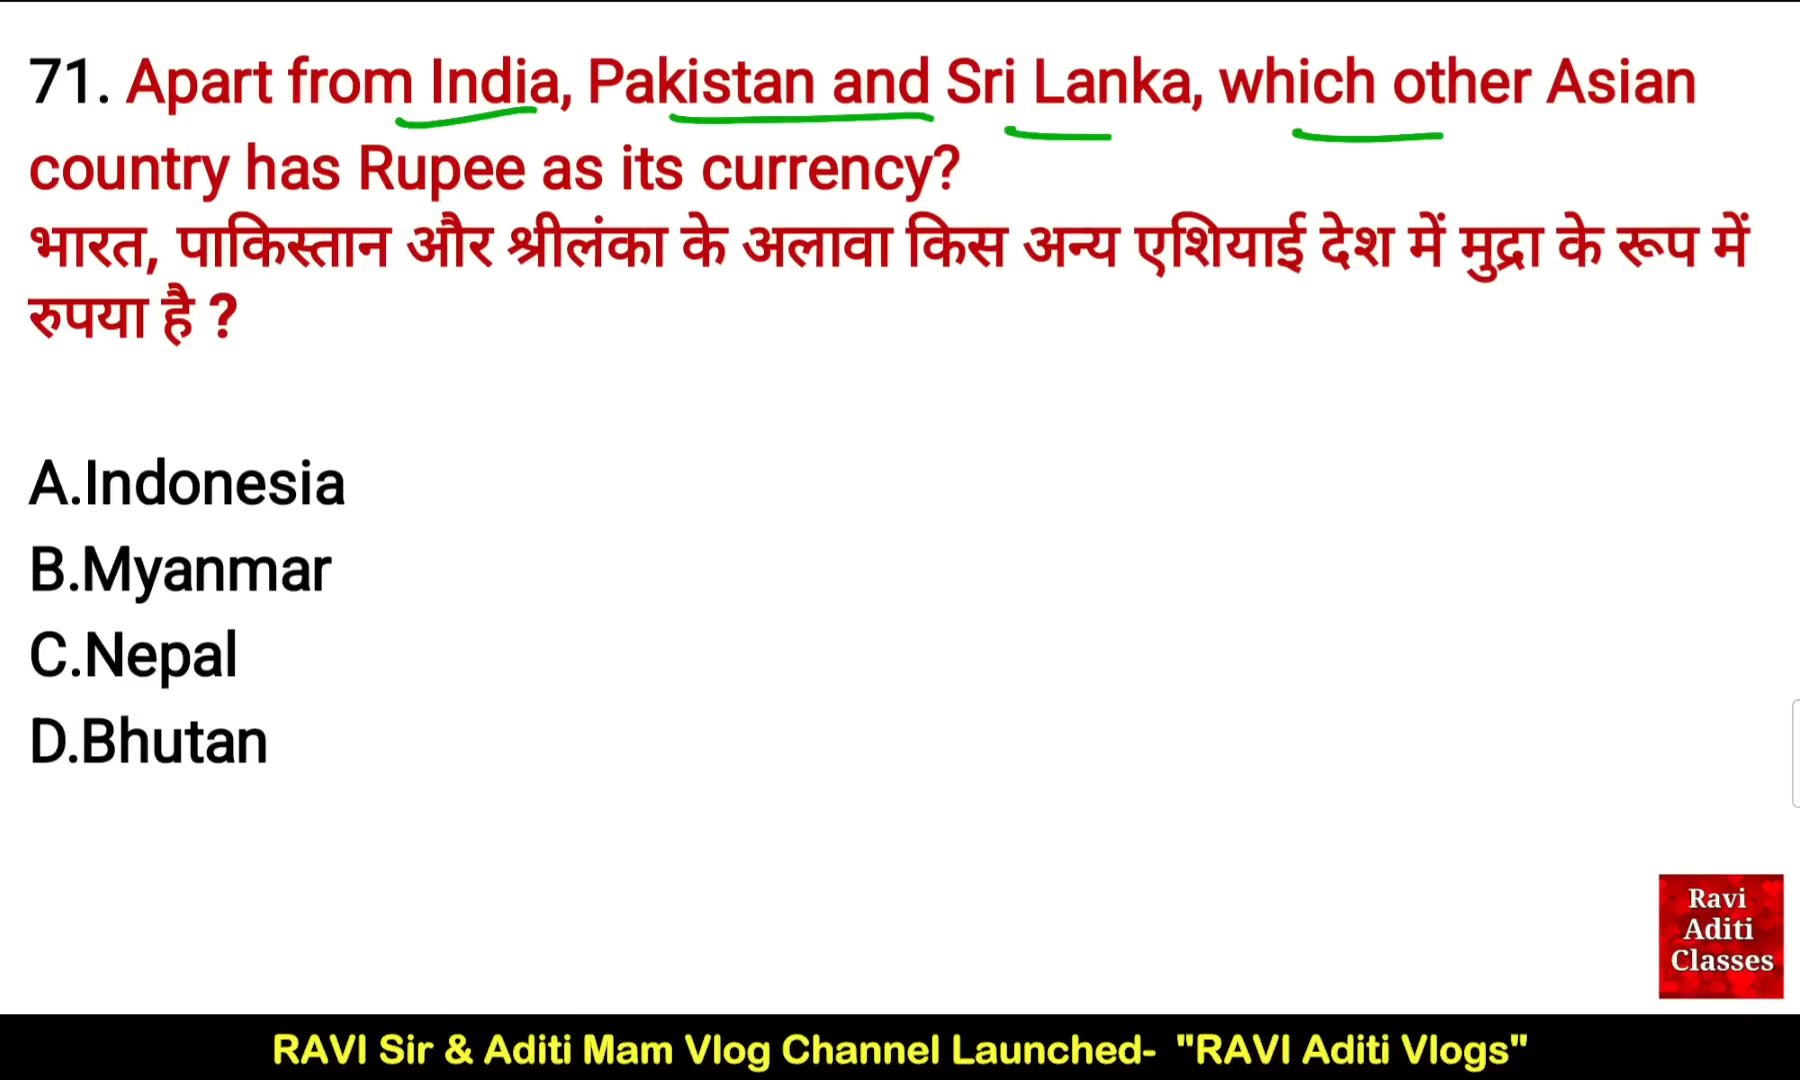 71. Apart from India, Pakistan and Sri Lanka, which other Asian
country has Rupee as its currency?
भारत, पाकिस्तान और श्रीलंका के अलावा किस अन्य एशियाई देश में मुद्रा के रूप में
रुपया है ?
A.Indonesia
B.Myanmar
C.Nepal
D.Bhutan
Ravi
Aditi
Classes
RAVI Sir & Aditi Mam Vlog Channel Launched- "RAVI Aditi Vlogs"